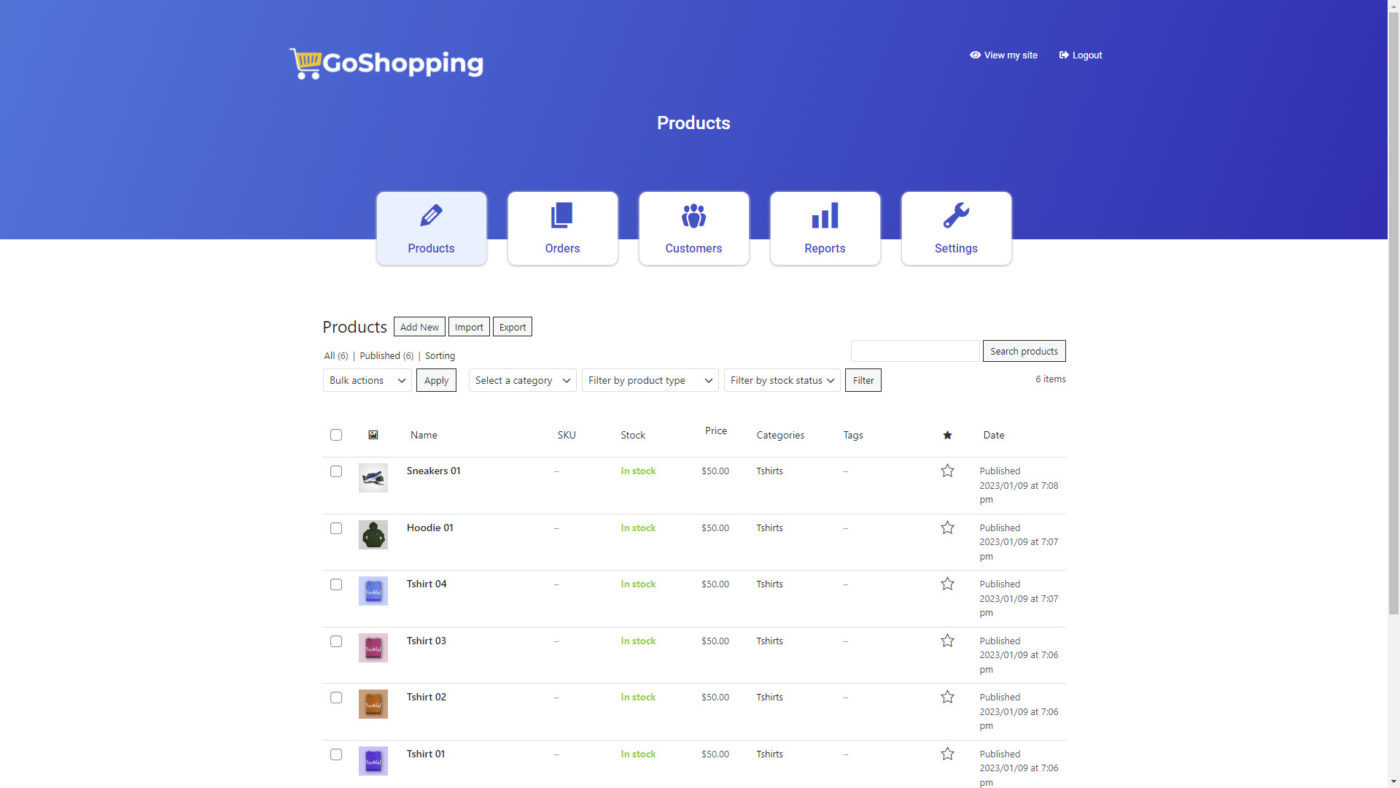 GoShopping
View my site
Logout
Products
Products
Orders
Customers
Reports
Settings
Products Add New Import Export
All (6) | Published (6) | Sorting
Search products
Bulk actions Apply Select a category Filter by product type Filter by stock status Filter 6 items
Name SKU Stock Price Categories Tags Date
Sneakers 01 – In stock $50.00 Tshirts – Published
2023/01/09 at 7:08
pm
Hoodie 01 – In stock $50.00 Tshirts – Published
2023/01/09 at 7:07
pm
Tshirt 04 – In stock $50.00 Tshirts – Published
2023/01/09 at 7:07
pm
Tshirt 03 – In stock $50.00 Tshirts – Published
2023/01/09 at 7:06
pm
Tshirt 02 – In stock $50.00 Tshirts – Published
2023/01/09 at 7:06
pm
Tshirt 01 – In stock $50.00 Tshirts – Published
2023/01/09 at 7:06
pm